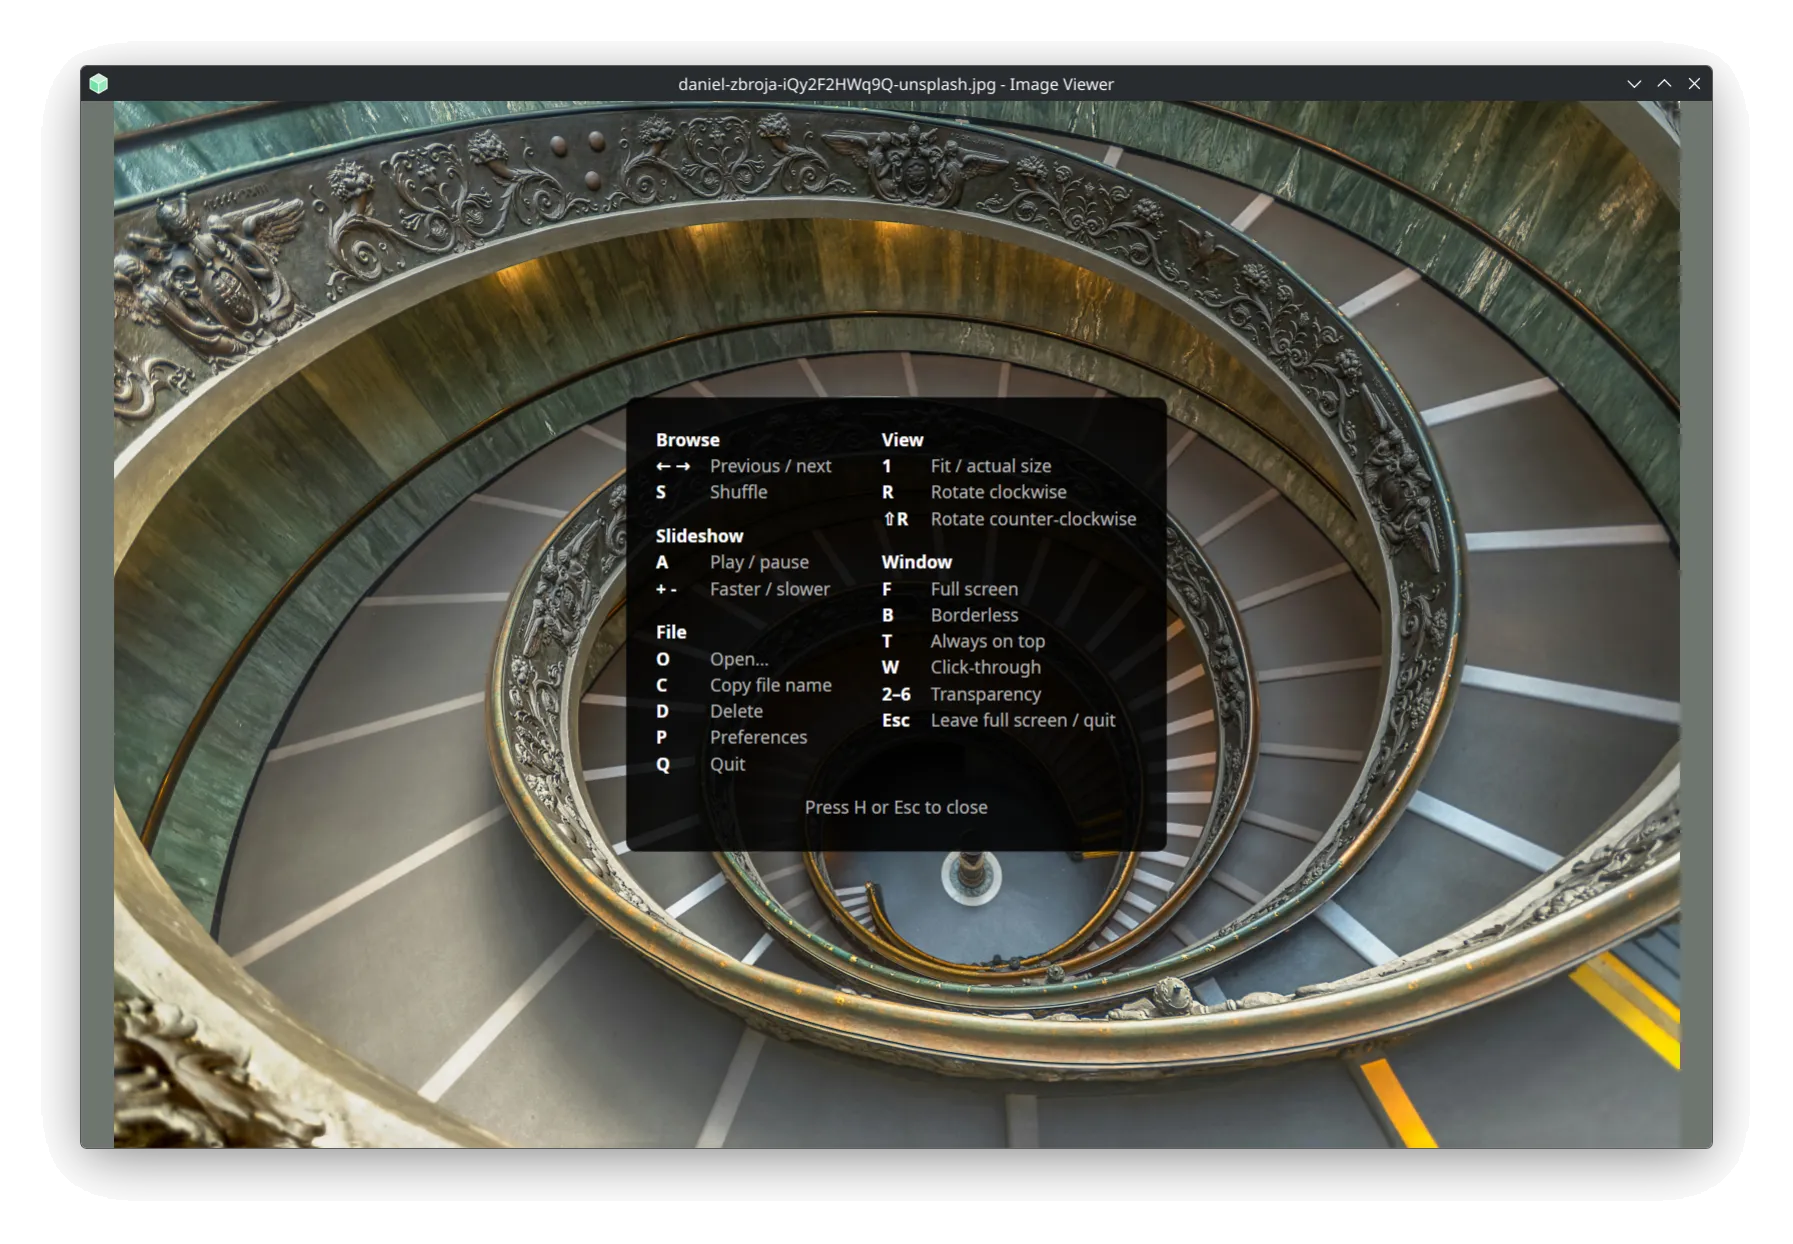 daniel-zbroja-iQy2F2HWq9Q-unsplash.jpg - Image Viewer
Browse
← → Previous / next
S Shuffle
Slideshow
A Play / pause
+ - Faster / slower
File
O Open...
C Copy file name
D Delete
P Preferences
Q Quit
View
1 Fit / actual size
R Rotate clockwise
⇧R Rotate counter-clockwise
Window
F Full screen
B Borderless
T Always on top
W Click-through
2–6 Transparency
Esc Leave full screen / quit
Press H or Esc to close